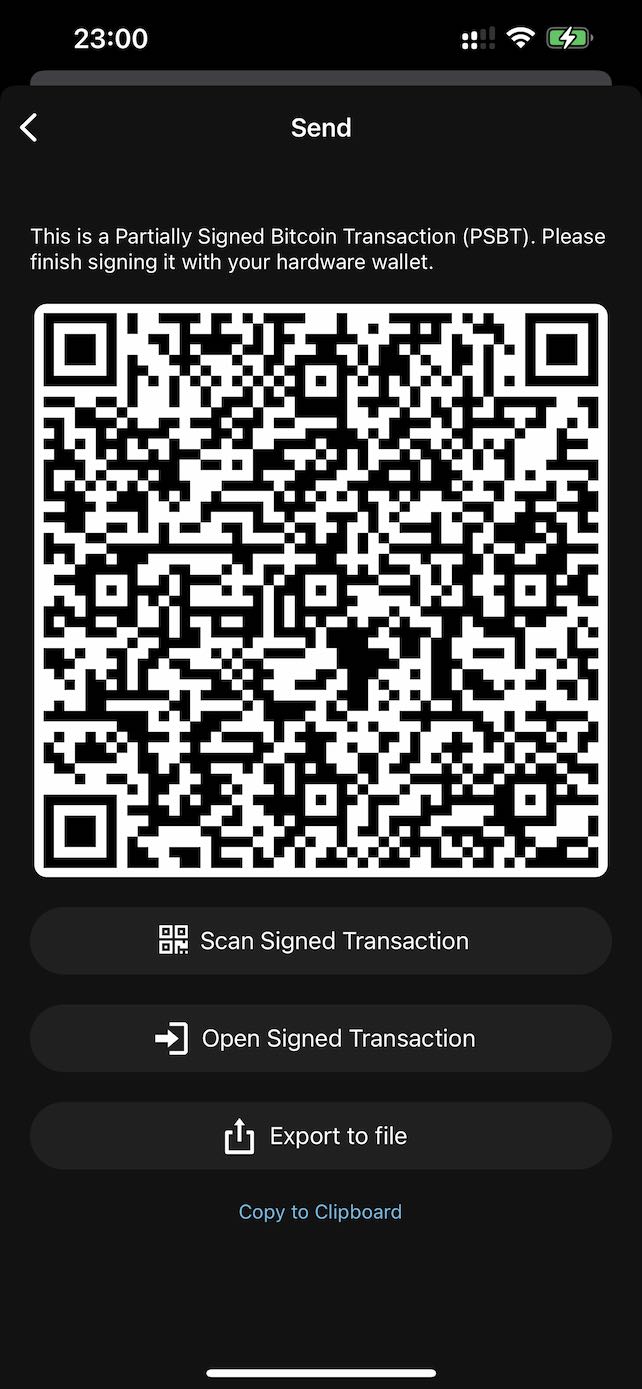 23:00
Send
This is a Partially Signed Bitcoin Transaction (PSBT). Please
finish signing it with your hardware wallet.
Scan Signed Transaction
Open Signed Transaction
Export to file
Copy to Clipboard